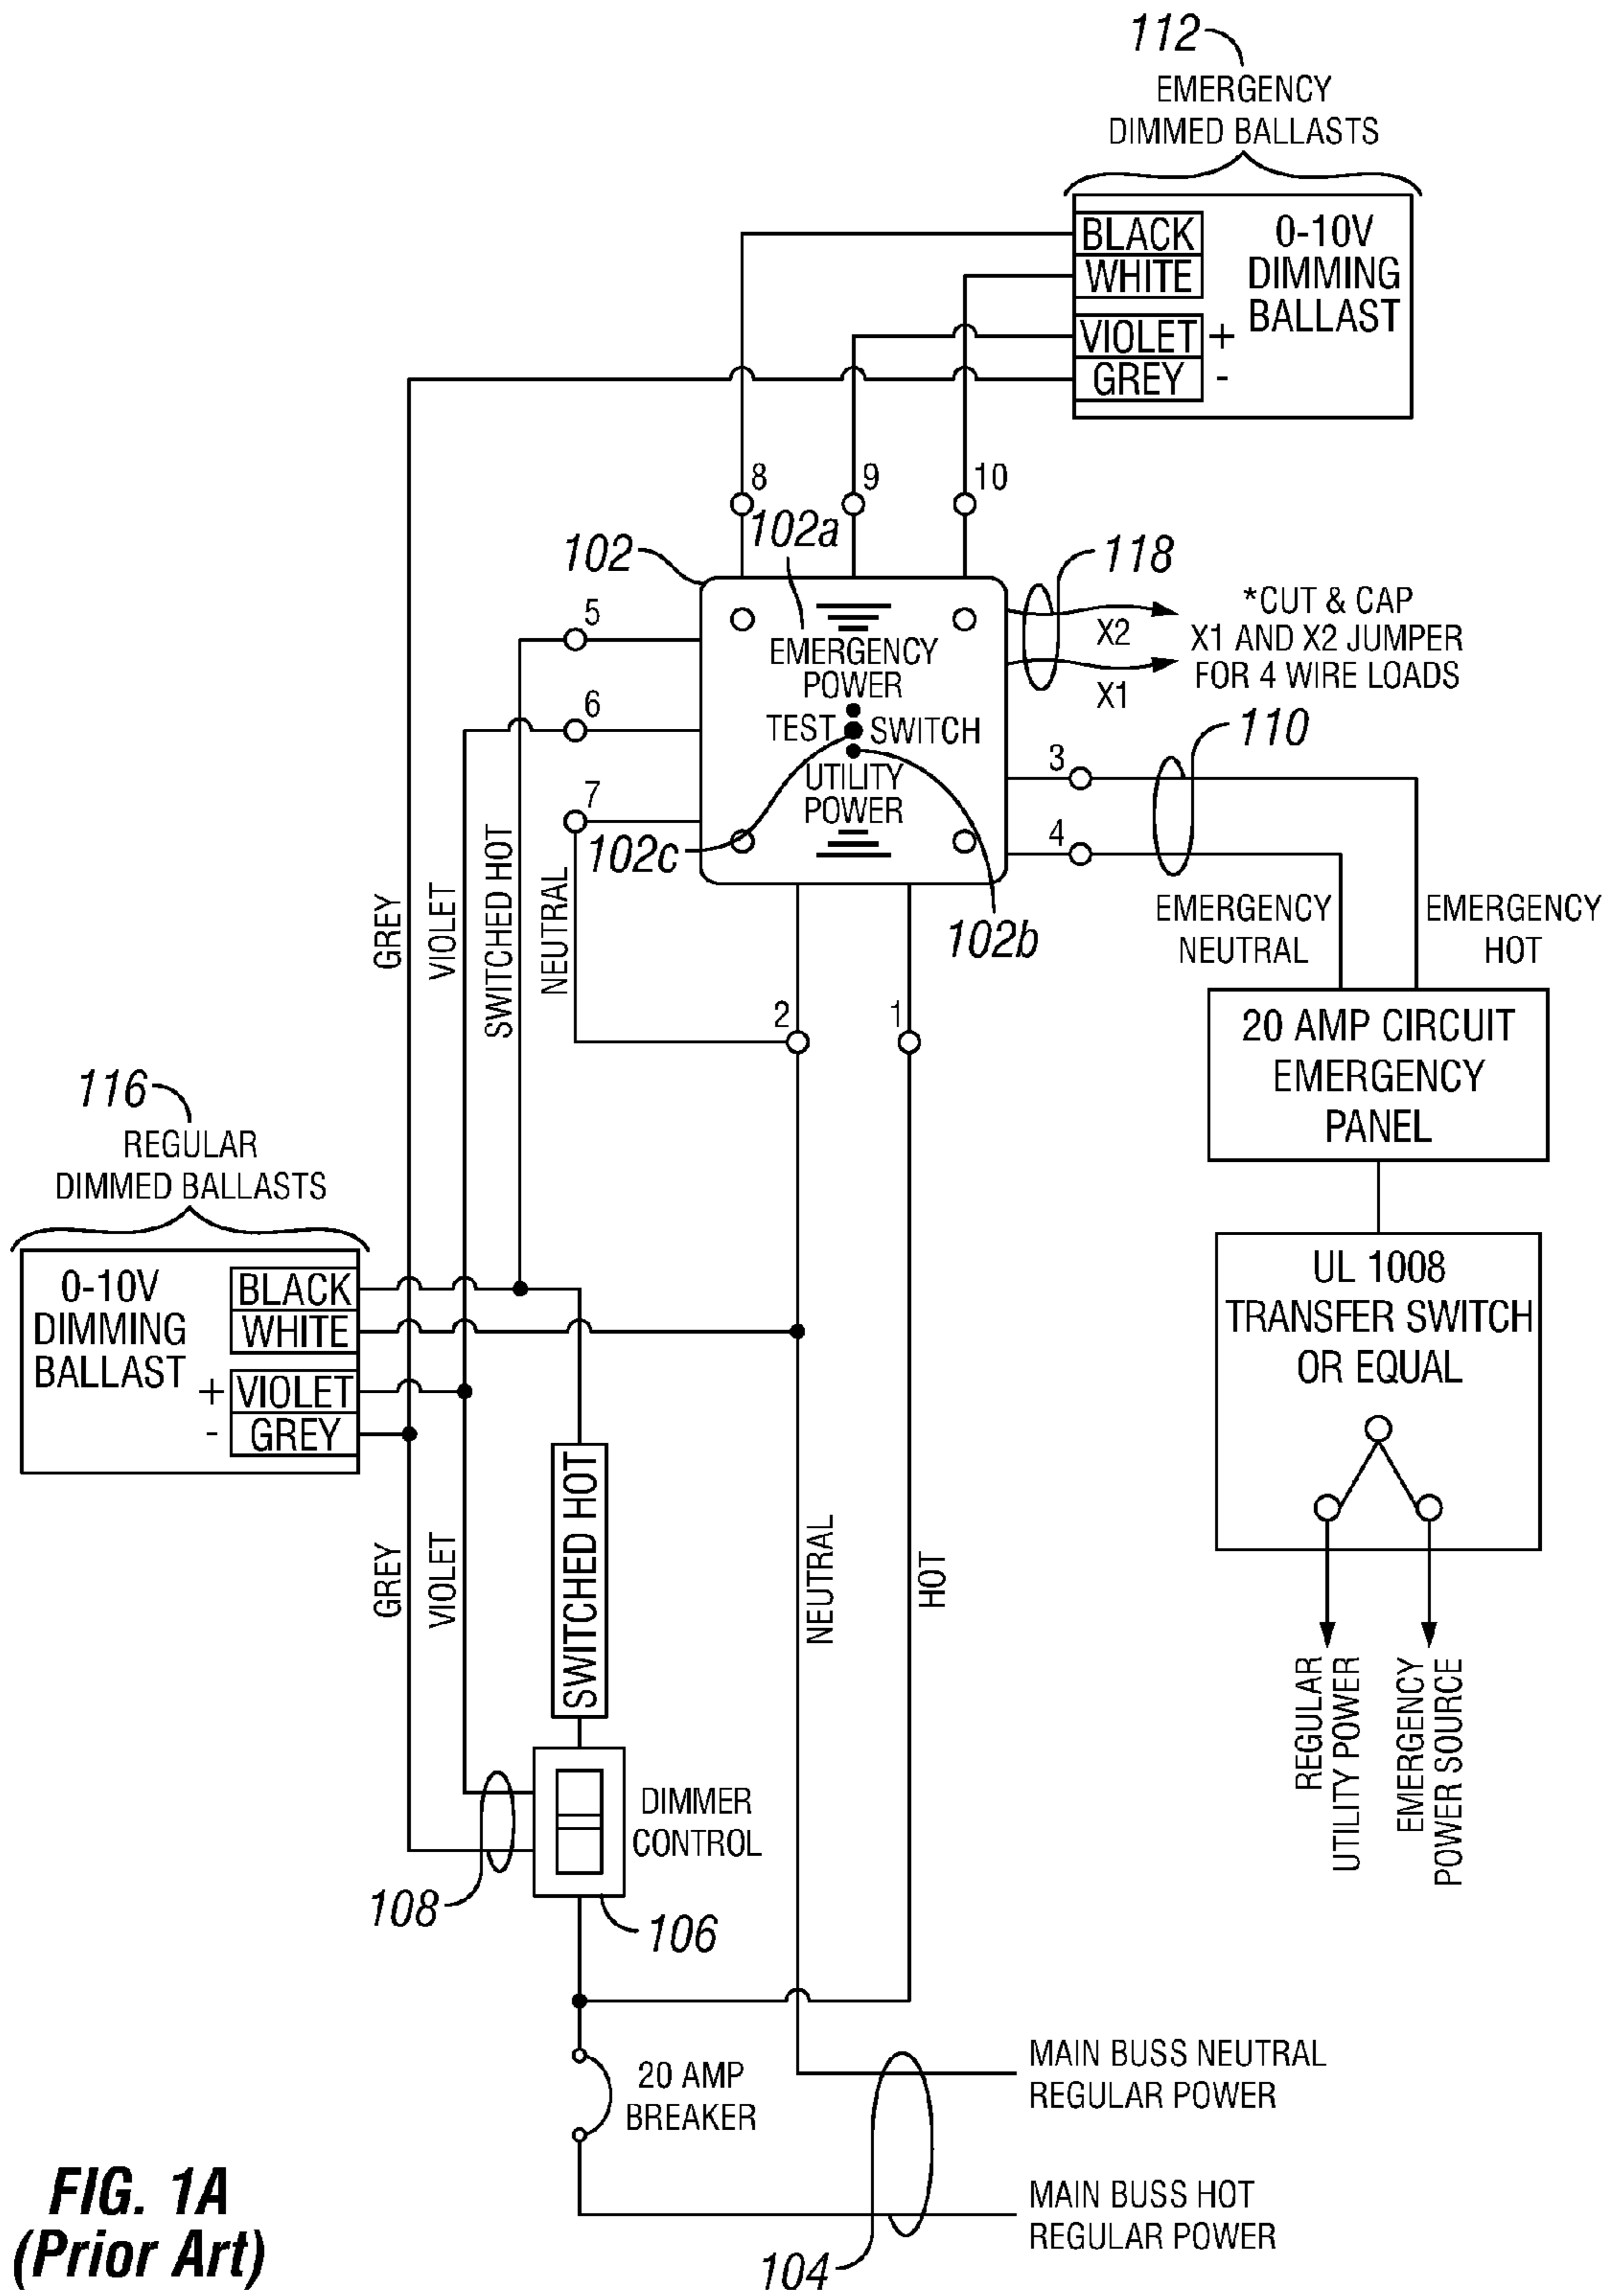 112
EMERGENCY
DIMMED BALLASTS
BLACK
WHITE
VIOLET +
GREY -
0-10V
DIMMING
BALLAST
8
9
10
102
102a
118
5
6
7
EMERGENCY
POWER
TEST SWITCH
UTILITY
POWER
X2
X1
*CUT & CAP
X1 AND X2 JUMPER
FOR 4 WIRE LOADS
110
3
4
102c
102b
GREY
VIOLET
SWITCHED HOT
NEUTRAL
EMERGENCY
NEUTRAL
EMERGENCY
HOT
2
1
20 AMP CIRCUIT
EMERGENCY
PANEL
116
REGULAR
DIMMED BALLASTS
0-10V
DIMMING
BALLAST
BLACK
WHITE
+ VIOLET
- GREY
UL 1008
TRANSFER SWITCH
OR EQUAL
GREY
VIOLET
SWITCHED HOT
NEUTRAL
HOT
REGULAR
UTILITY POWER
EMERGENCY
POWER SOURCE
DIMMER
CONTROL
108
106
20 AMP
BREAKER
MAIN BUSS NEUTRAL
REGULAR POWER
MAIN BUSS HOT
REGULAR POWER
104
FIG. 1A
(Prior Art)